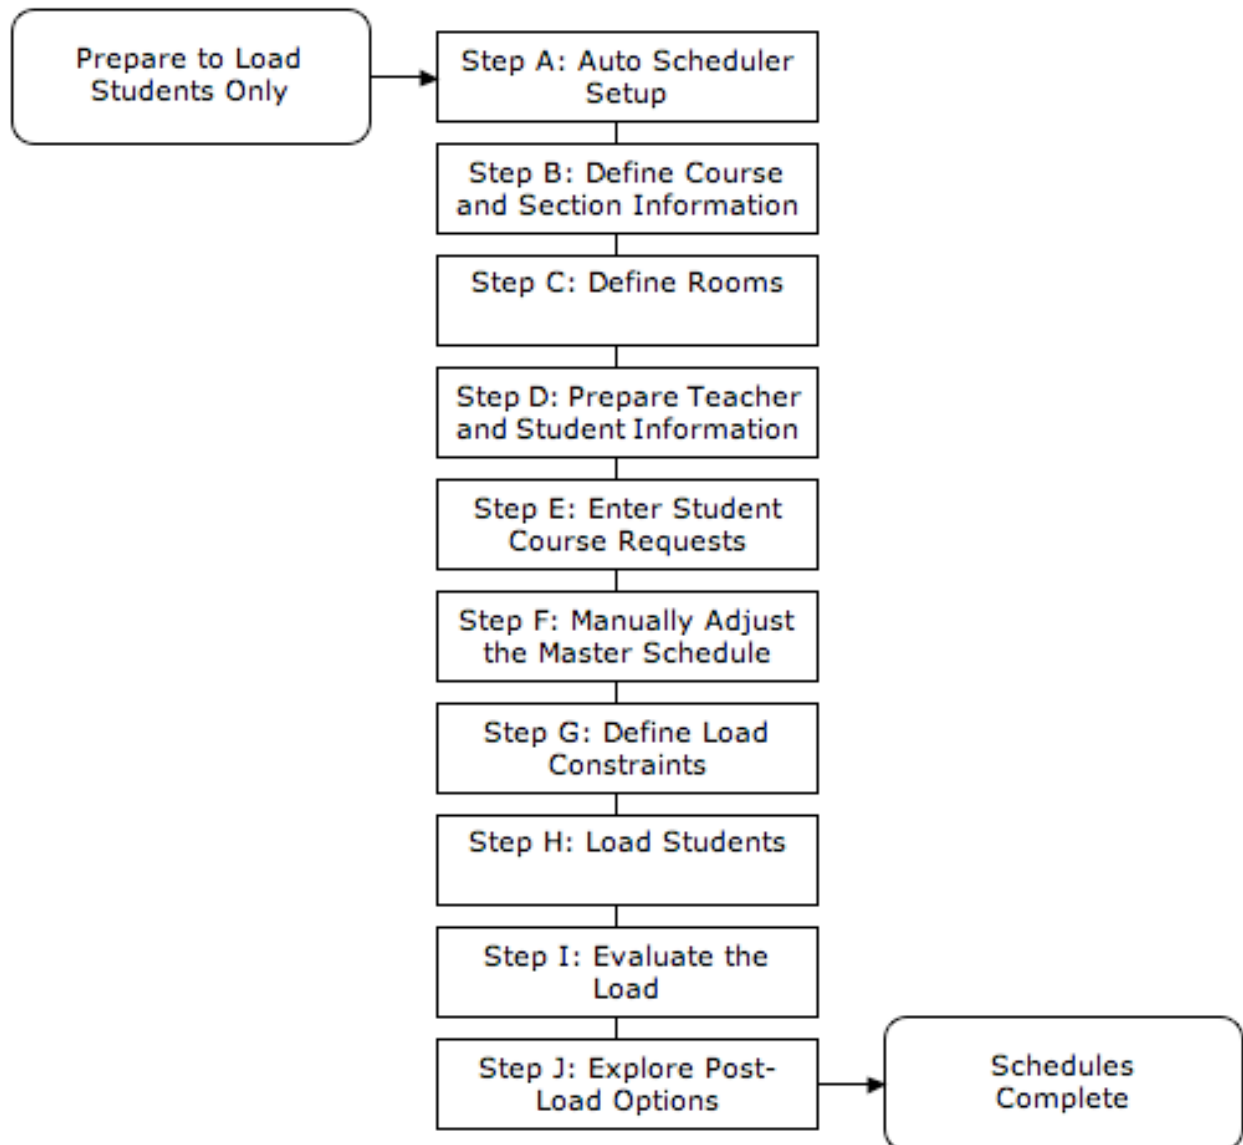 Prepare to Load
Students Only
Step A: Auto Scheduler
Setup
Step B: Define Course
and Section Information
Step C: Define Rooms
Step D: Prepare Teacher
and Student Information
Step E: Enter Student
Course Requests
Step F: Manually Adjust
the Master Schedule
Step G: Define Load
Constraints
Step H: Load Students
Step I: Evaluate the
Load
Step J: Explore Post-
Load Options
Schedules
Complete